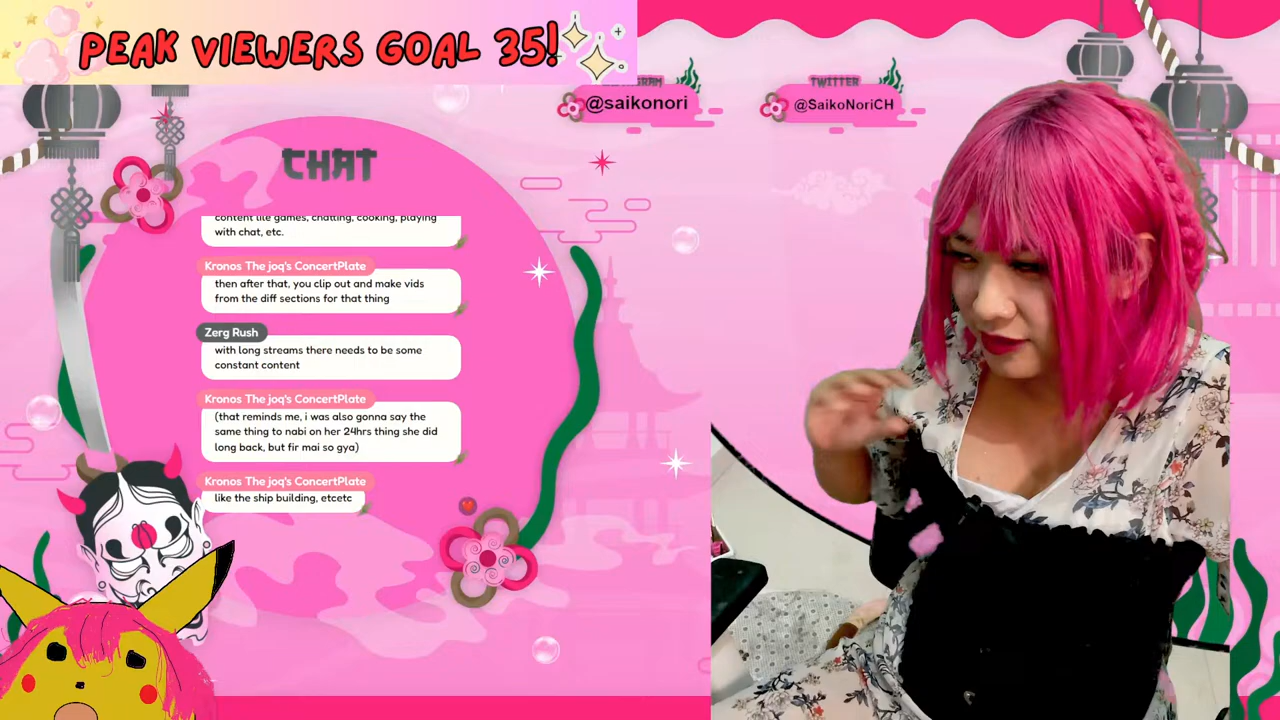 PEAK VIEWERS GOAL 35!
TWITTER
@saikonori
@SaikoNoriCH
CHAT
content lile games, chatting, cooking, playing
with chat, etc.
Kronos The joq's ConcertPlate
then after that, you clip out and make vids
from the diff sections for that thing
Zerg Rush
with long streams there needs to be some
constant content
Kronos The joq's ConcertPlate
(that reminds me, i was also gonna say the
same thing to nabi on her 24hrs thing she did
long back, but fir mai so gya)
Kronos The joq's ConcertPlate
like the ship building, etcetc